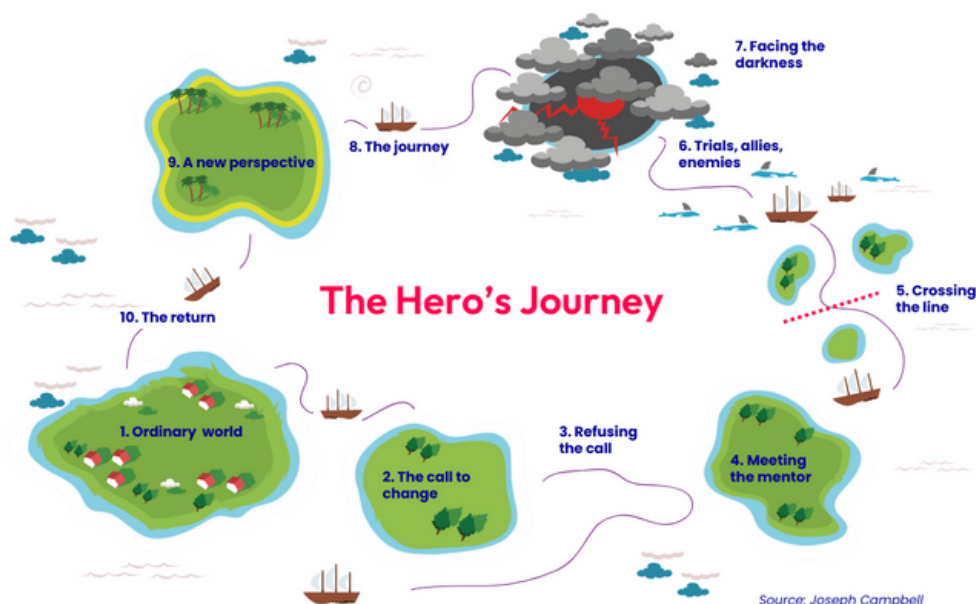 The Hero's Journey
1. Ordinary world
2. The call to
change
3. Refusing
the call
4. Meeting
the mentor
5. Crossing
the line
6. Trials, allies,
enemies
7. Facing the
darkness
8. The journey
9. A new perspective
10. The return
Source: Joseph Campbell